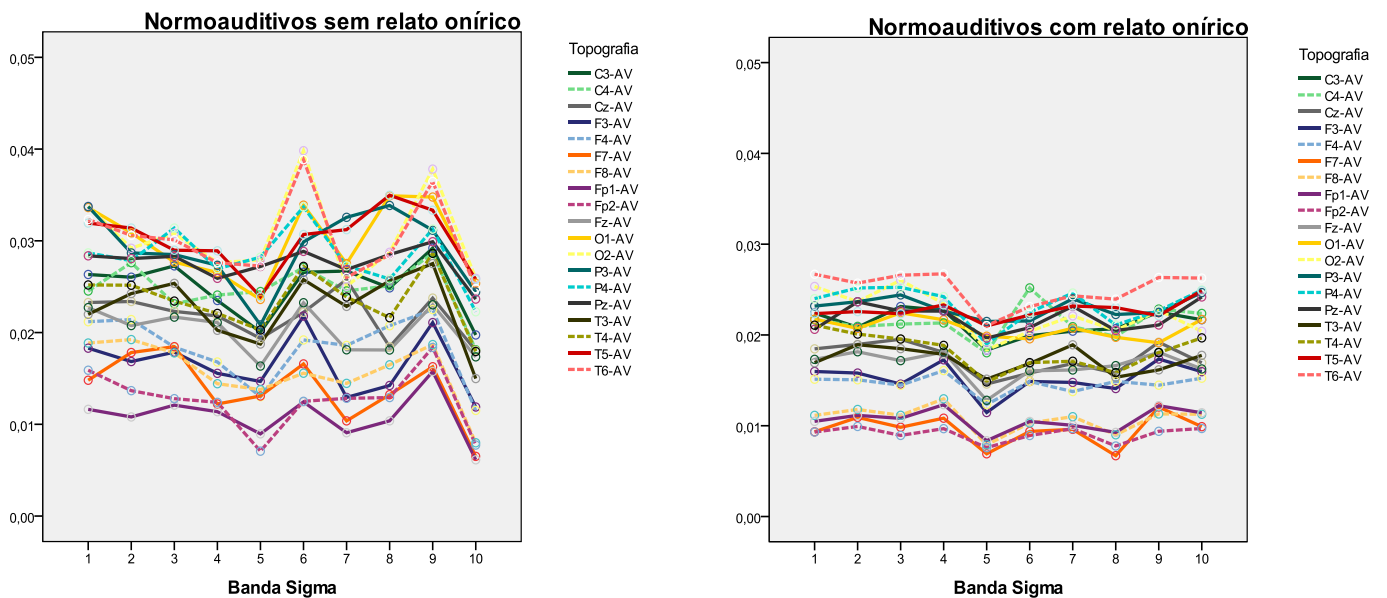 Normoauditivos sem relato onírico
0,05
0,04
0,03
0,02
0,01
0,00
1 2 3 4 5 6 7 8 9 10
Banda Sigma
Topografia
C3-AV
C4-AV
Cz-AV
F3-AV
F4-AV
F7-AV
F8-AV
Fp1-AV
Fp2-AV
Fz-AV
O1-AV
O2-AV
P3-AV
P4-AV
Pz-AV
T3-AV
T4-AV
T5-AV
T6-AV
Normoauditivos com relato onírico
0,05
0,04
0,03
0,02
0,01
0,00
1 2 3 4 5 6 7 8 9 10
Banda Sigma
Topografia
C3-AV
C4-AV
Cz-AV
F3-AV
F4-AV
F7-AV
F8-AV
Fp1-AV
Fp2-AV
Fz-AV
O1-AV
O2-AV
P3-AV
P4-AV
Pz-AV
T3-AV
T4-AV
T5-AV
T6-AV